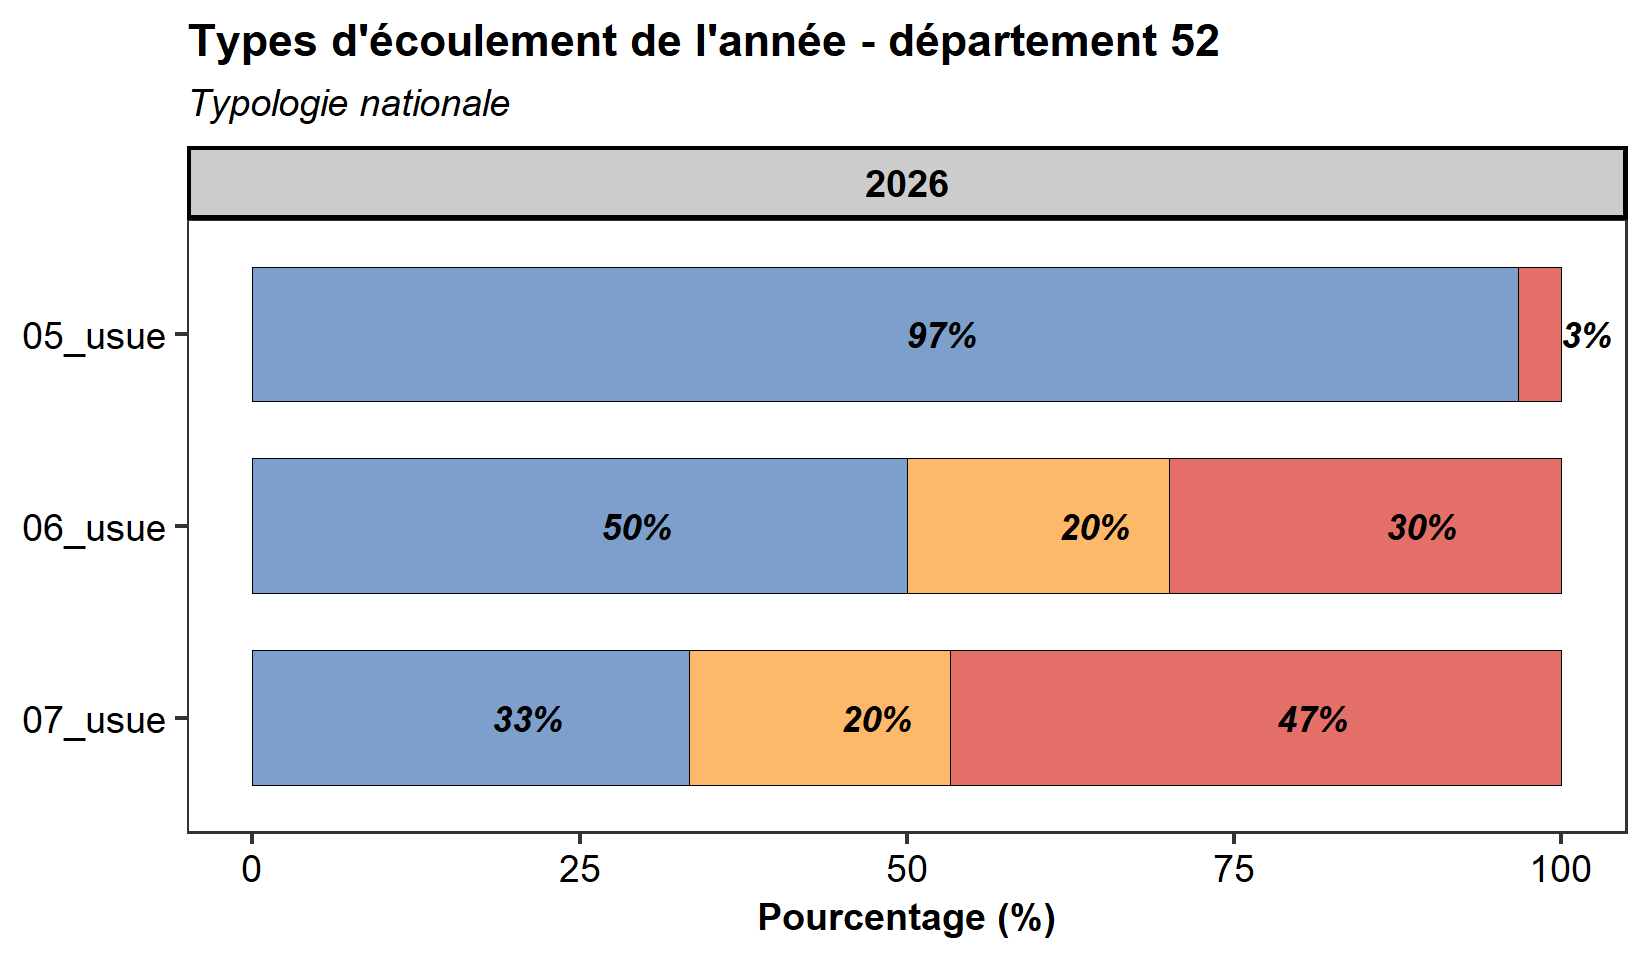 Types d'écoulement de l'année - département 52
Typologie nationale
2026
05_usue
97%
3%
06_usue
50%
20%
30%
07_usue
33%
20%
47%
0
25
50
75
100
Pourcentage (%)